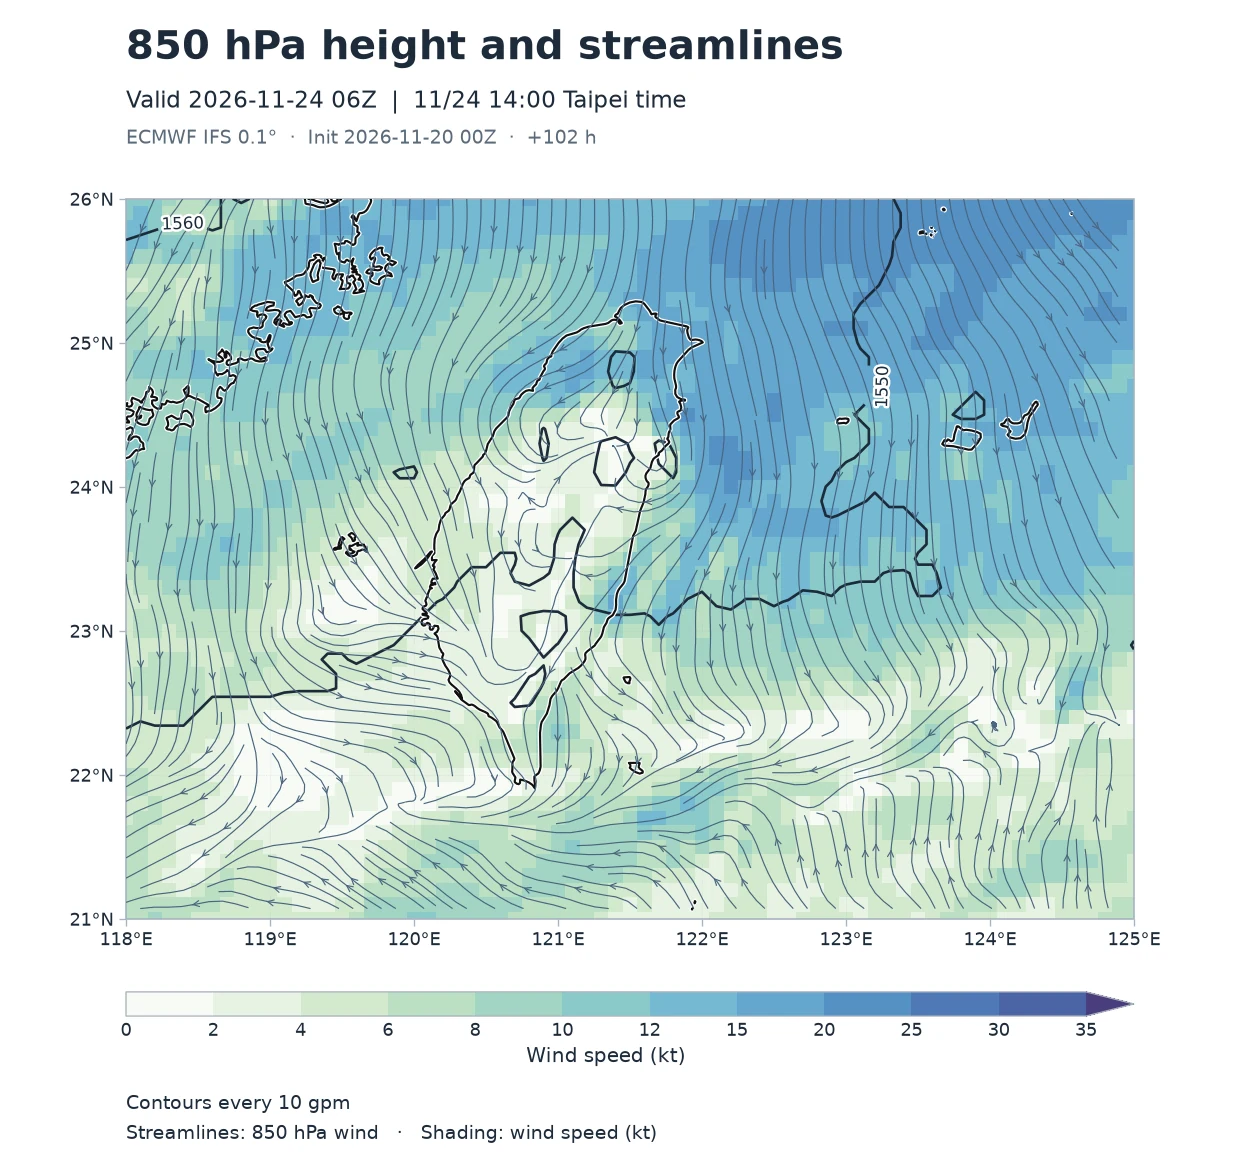 850 hPa height and streamlines
Valid 2026-11-24 06Z | 11/24 14:00 Taipei time
ECMWF IFS 0.1° · Init 2026-11-20 00Z · +102 h
26°N
1560
25°N
1550
24°N
23°N
22°N
21°N
118°E 119°E 120°E 121°E 122°E 123°E 124°E 125°E
0 2 4 6 8 10 12 15 20 25 30 35
Wind speed (kt)
Contours every 10 gpm
Streamlines: 850 hPa wind · Shading: wind speed (kt)